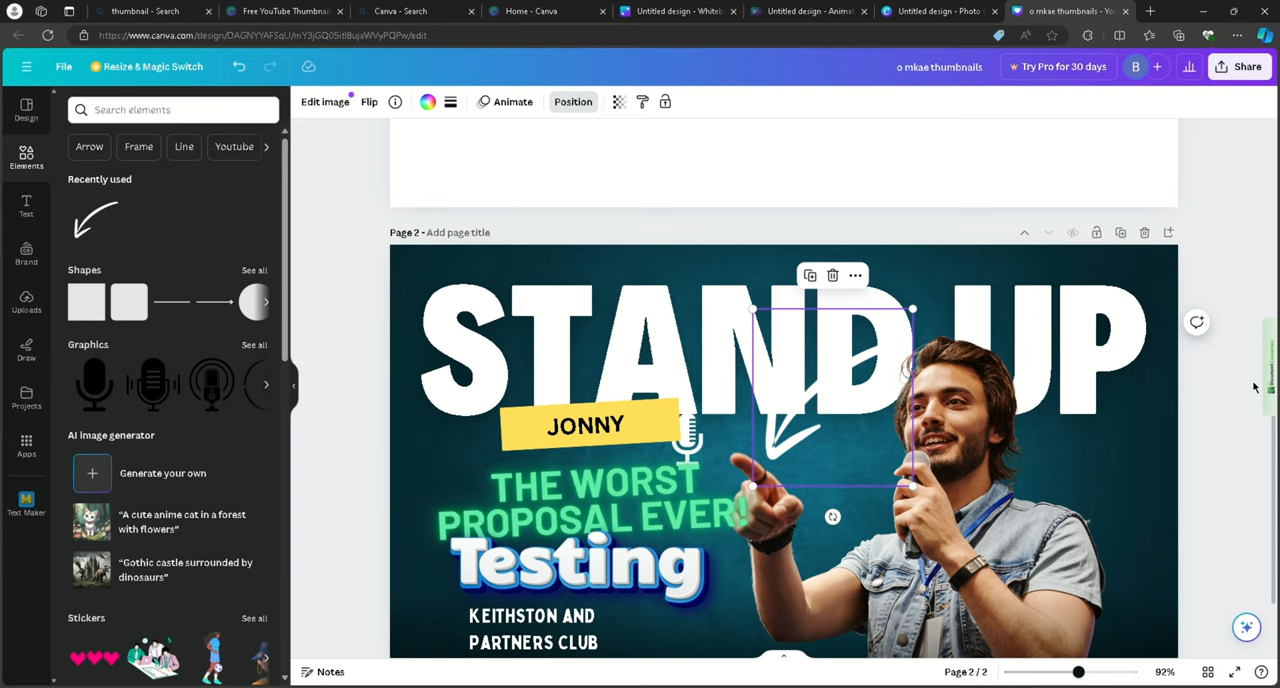 thumbnail - Search
Free YouTube Thumbnai
Canva - Search
Home - Canva
Untitled design - Whiteb
Untitled design - Animat
Untitled design - Photo C
o mkae thumbnails - Yo
https://www.canva.com/design/DAGNYYAFSqU/mY3jGQ05itlBujaWVyPQPw/edit
File
Resize & Magic Switch
o mkae thumbnails
Try Pro for 30 days
B
Share
Design
Search elements
Edit image
Flip
Animate
Position
Elements
Arrow
Frame
Line
Youtube
Recently used
Text
Brand
Page 2 - Add page title
Shapes
See all
Uploads
Graphics
See all
Draw
Projects
AI image generator
Apps
Generate your own
Text Maker
"A cute anime cat in a forest
with flowers"
"Gothic castle surrounded by
dinosaurs"
Stickers
See all
STAND UP
JONNY
THE WORST
PROPOSAL EVER!
Testing
KEITHSTON AND
PARTNERS CLUB
Notes
Page 2 / 2
92%